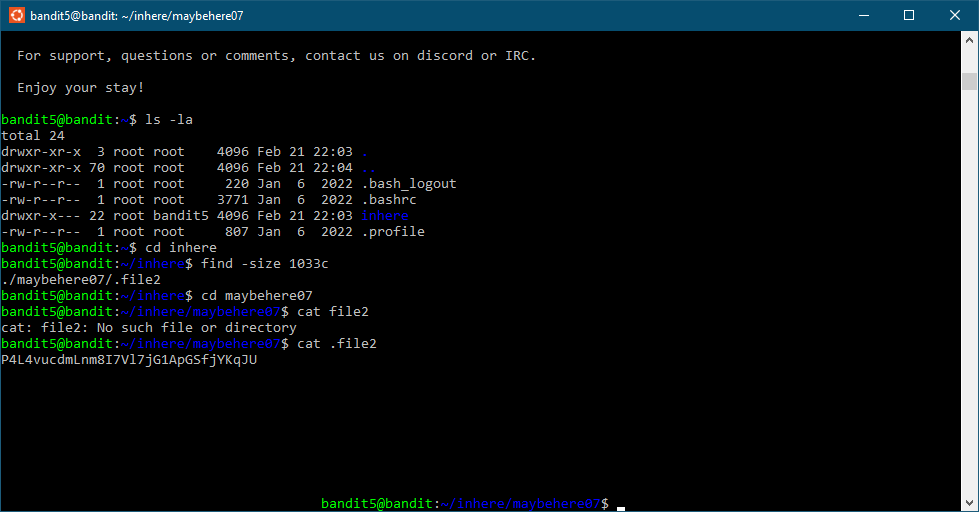 bandit5@bandit: ~/inhere/maybehere07
For support, questions or comments, contact us on discord or IRC.
Enjoy your stay!
bandit5@bandit:~$ ls -la
total 24
drwxr-xr-x  3 root root    4096 Feb 21 22:03 .
drwxr-xr-x 70 root root    4096 Feb 21 22:04 ..
-rw-r--r--  1 root root     220 Jan  6  2022 .bash_logout
-rw-r--r--  1 root root    3771 Jan  6  2022 .bashrc
drwxr-x--- 22 root bandit5 4096 Feb 21 22:03 inhere
-rw-r--r--  1 root root     807 Jan  6  2022 .profile
bandit5@bandit:~$ cd inhere
bandit5@bandit:~/inhere$ find -size 1033c
./maybehere07/.file2
bandit5@bandit:~/inhere$ cd maybehere07
bandit5@bandit:~/inhere/maybehere07$ cat file2
cat: file2: No such file or directory
bandit5@bandit:~/inhere/maybehere07$ cat .file2
P4L4vucdmLnm8I7Vl7jG1ApGSfjYKqJU
bandit5@bandit:~/inhere/maybehere07$